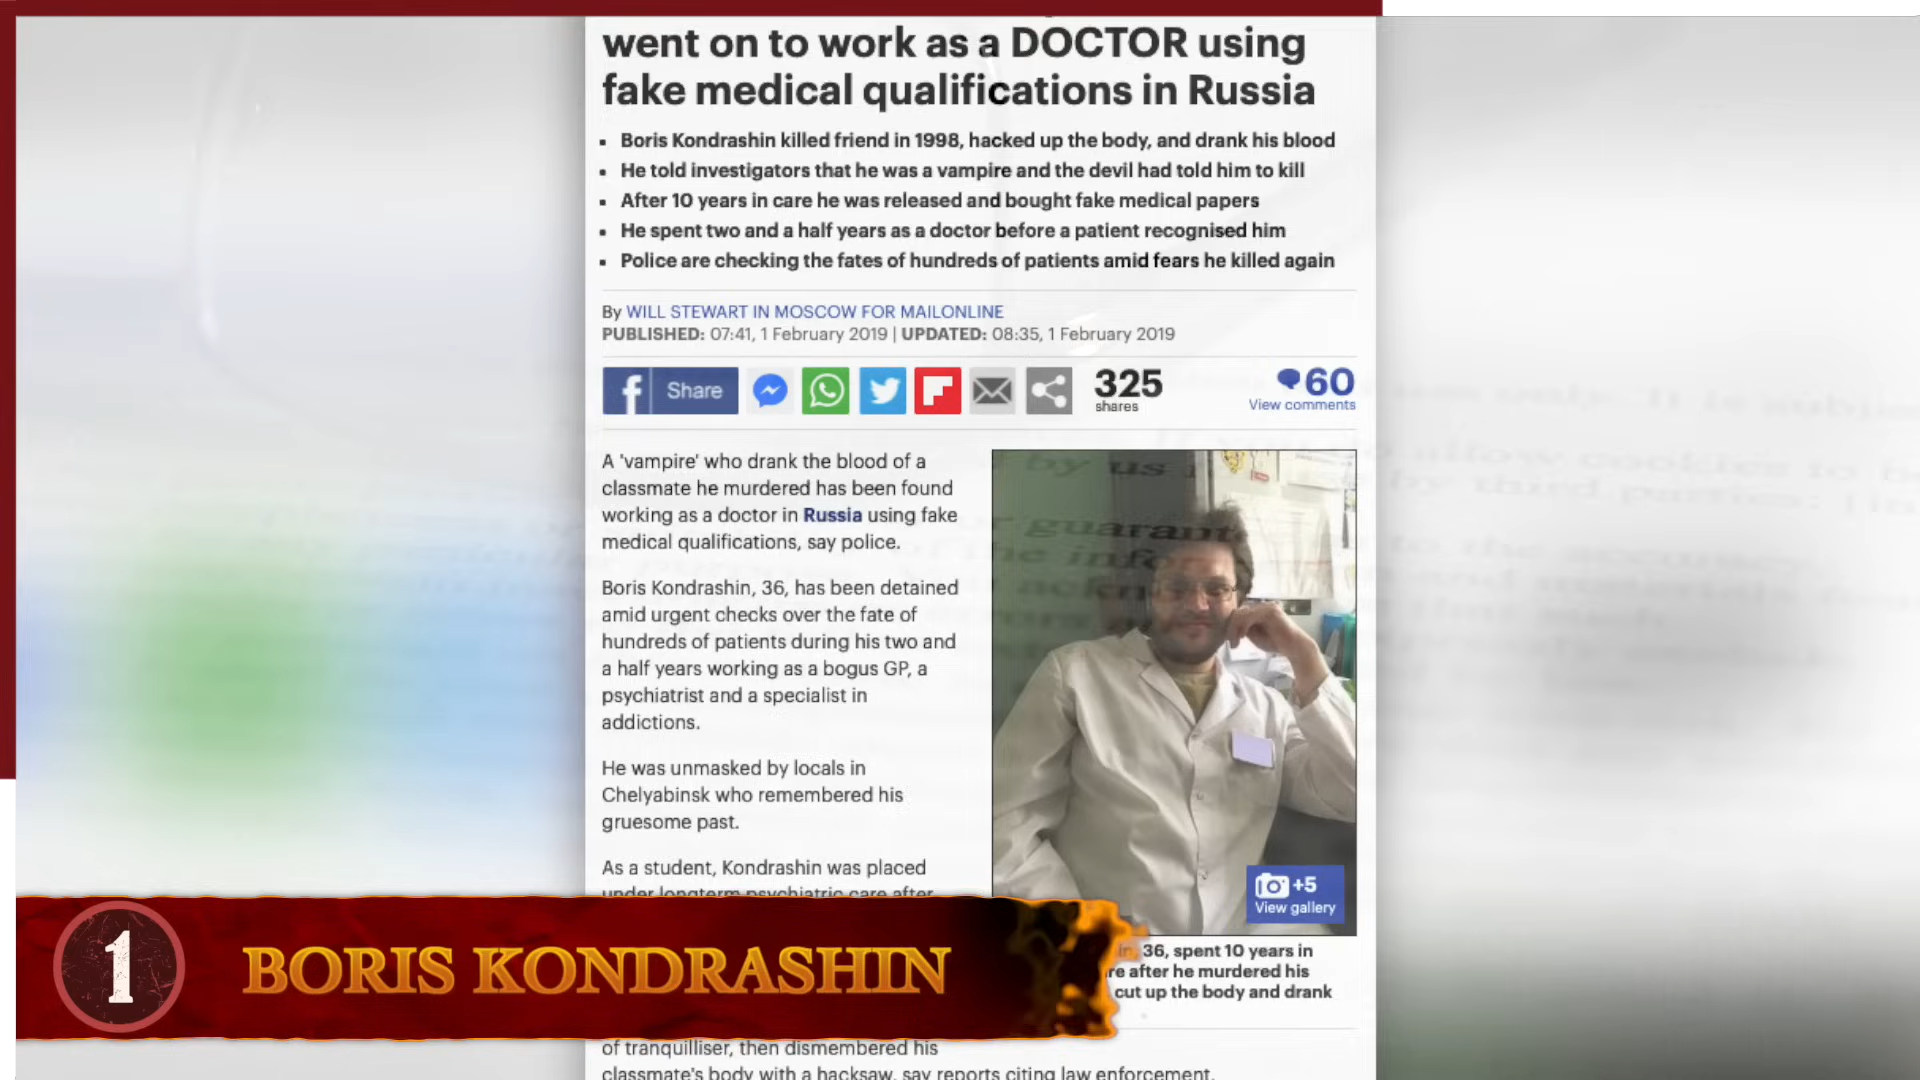 went on to work as a DOCTOR using
fake medical qualifications in Russia
Boris Kondrashin killed friend in 1998, hacked up the body, and drank his blood
He told investigators that he was a vampire and the devil had told him to kill
After 10 years in care he was released and bought fake medical papers
He spent two and a half years as a doctor before a patient recognised him
Police are checking the fates of hundreds of patients amid fears he killed again
By WILL STEWART IN MOSCOW FOR MAILONLINE
PUBLISHED: 07:41, 1 February 2019 | UPDATED: 08:35, 1 February 2019
f Share
325
shares
60
View comments
A 'vampire' who drank the blood of a
classmate he murdered has been found
working as a doctor in Russia using fake
medical qualifications, say police.
Boris Kondrashin, 36, has been detained
amid urgent checks over the fate of
hundreds of patients during his two and
a half years working as a bogus GP, a
psychiatrist and a specialist in
addictions.
He was unmasked by locals in
Chelyabinsk who remembered his
gruesome past.
As a student, Kondrashin was placed
under longterm psychiatric care after
+5
View gallery
36, spent 10 years in
after he murdered his
cut up the body and drank
1 BORIS KONDRASHIN
of tranquilliser, then dismembered his
classmate's body with a hacksaw, say reports citing law enforcement.